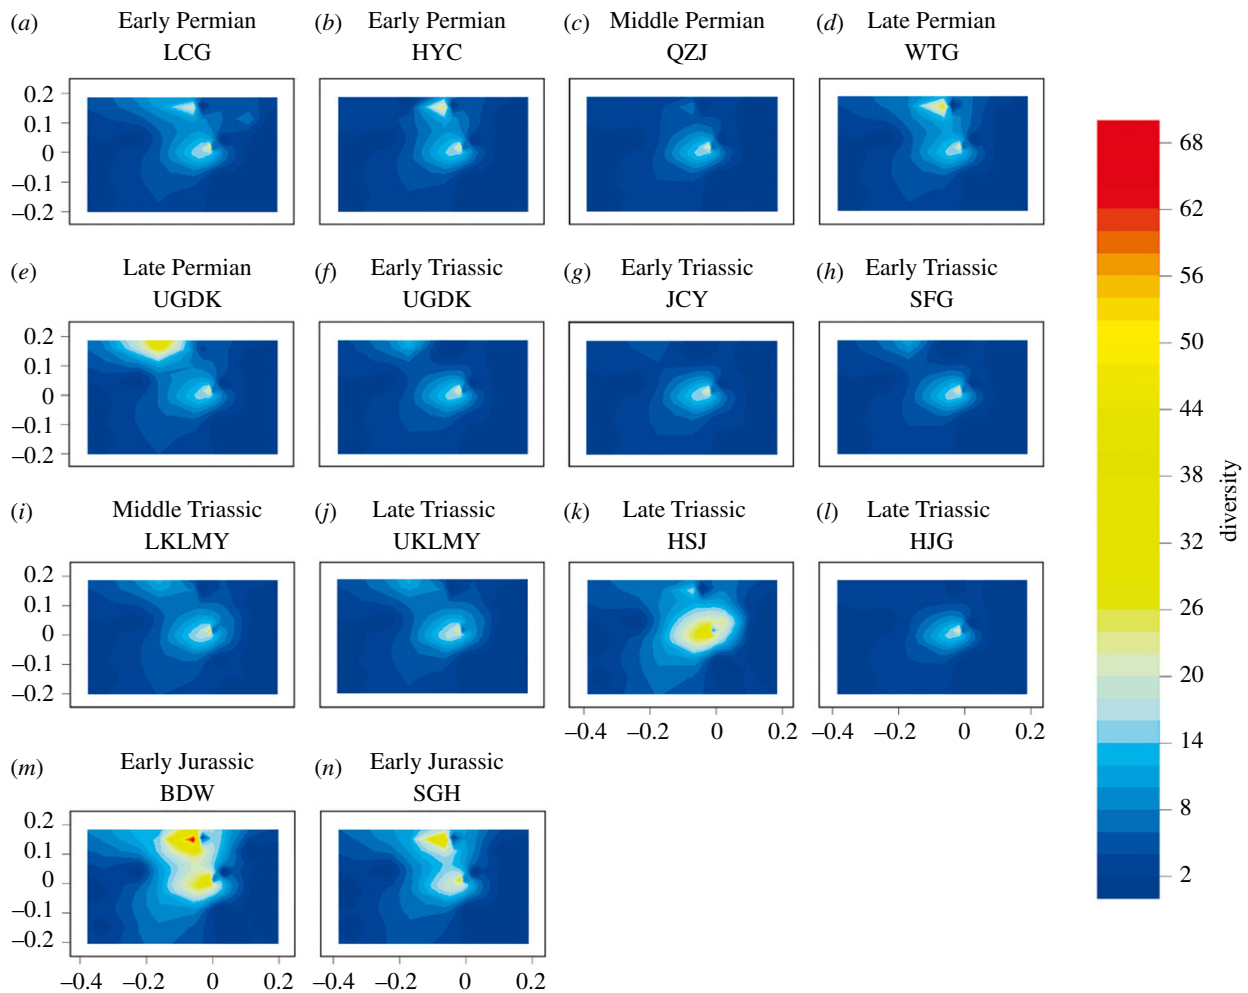 (a) Early Permian (b) Early Permian (c) Middle Permian (d) Late Permian
LCG HYC QZJ WTG
0.2
0.1
0
–0.1
–0.2
68
62
56
50
44
38
32
26
20
14
8
2
diversity
(e) Late Permian (f) Early Triassic (g) Early Triassic (h) Early Triassic
UGDK UGDK JCY SFG
0.2
0.1
0
–0.1
–0.2
(i) Middle Triassic (j) Late Triassic (k) Late Triassic (l) Late Triassic
LKLMY UKLMY HSJ HJG
0.2
0.1
0
–0.1
–0.2
–0.4 –0.2 0 0.2 –0.4 –0.2 0 0.2
(m) Early Jurassic (n) Early Jurassic
BDW SGH
0.2
0.1
0
–0.1
–0.2
–0.4 –0.2 0 0.2 –0.4 –0.2 0 0.2